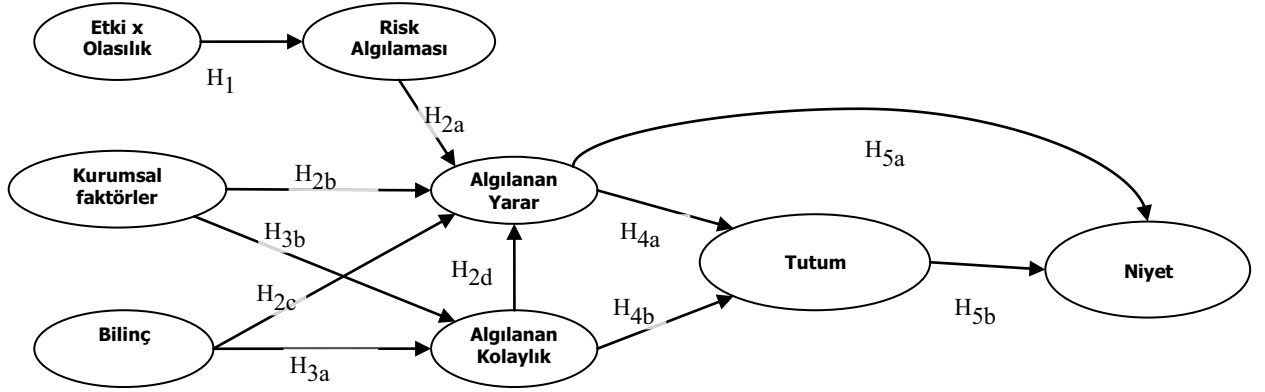 Etki x
Olasılık
Risk
Algılaması
H1
H2a
H5a
Kurumsal
faktörler
H2b
Algılanan
Yarar
H3b
H4a
H2d
Tutum
Niyet
H2c
H4b
H5b
Bilinç
Algılanan
Kolaylık
H3a